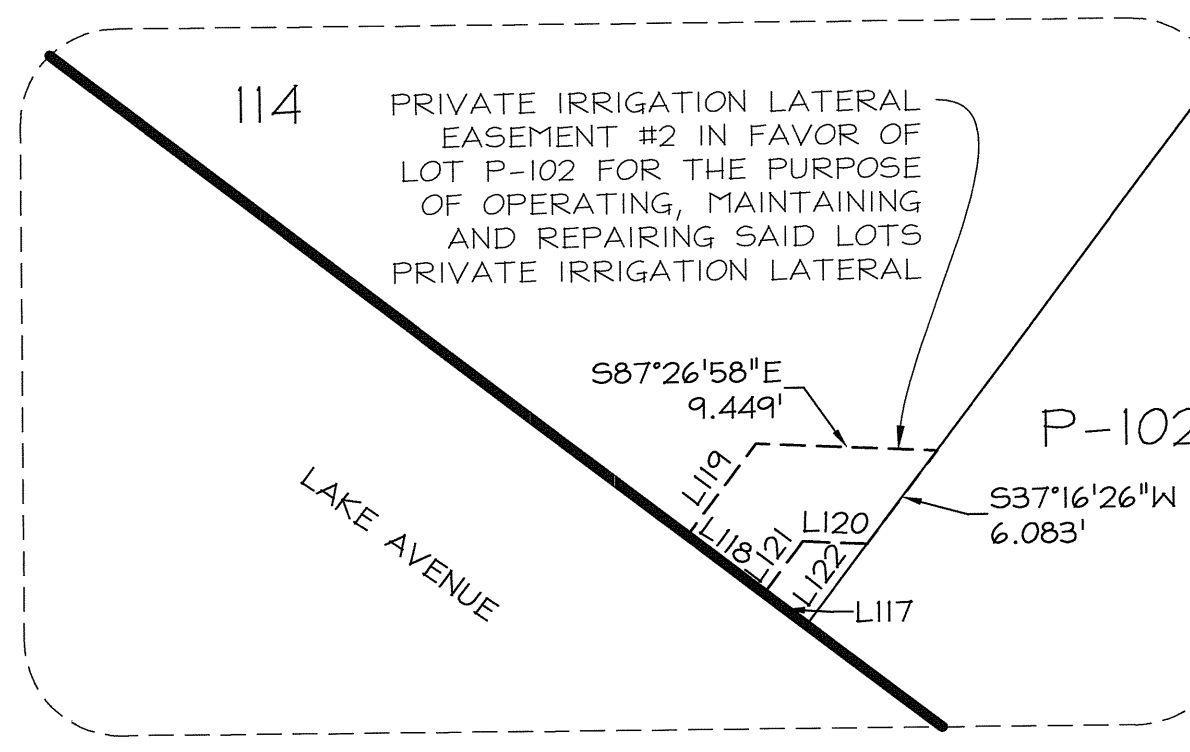 114
PRIVATE IRRIGATION LATERAL
EASEMENT #2 IN FAVOR OF
LOT P-102 FOR THE PURPOSE
OF OPERATING, MAINTAINING
AND REPAIRING SAID LOTS
PRIVATE IRRIGATION LATERAL
S87°26'58"E
9.449'
P-102
S37°16'26"W
6.083'
L119
L118
L121
L120
L122
L117
LAKE AVENUE